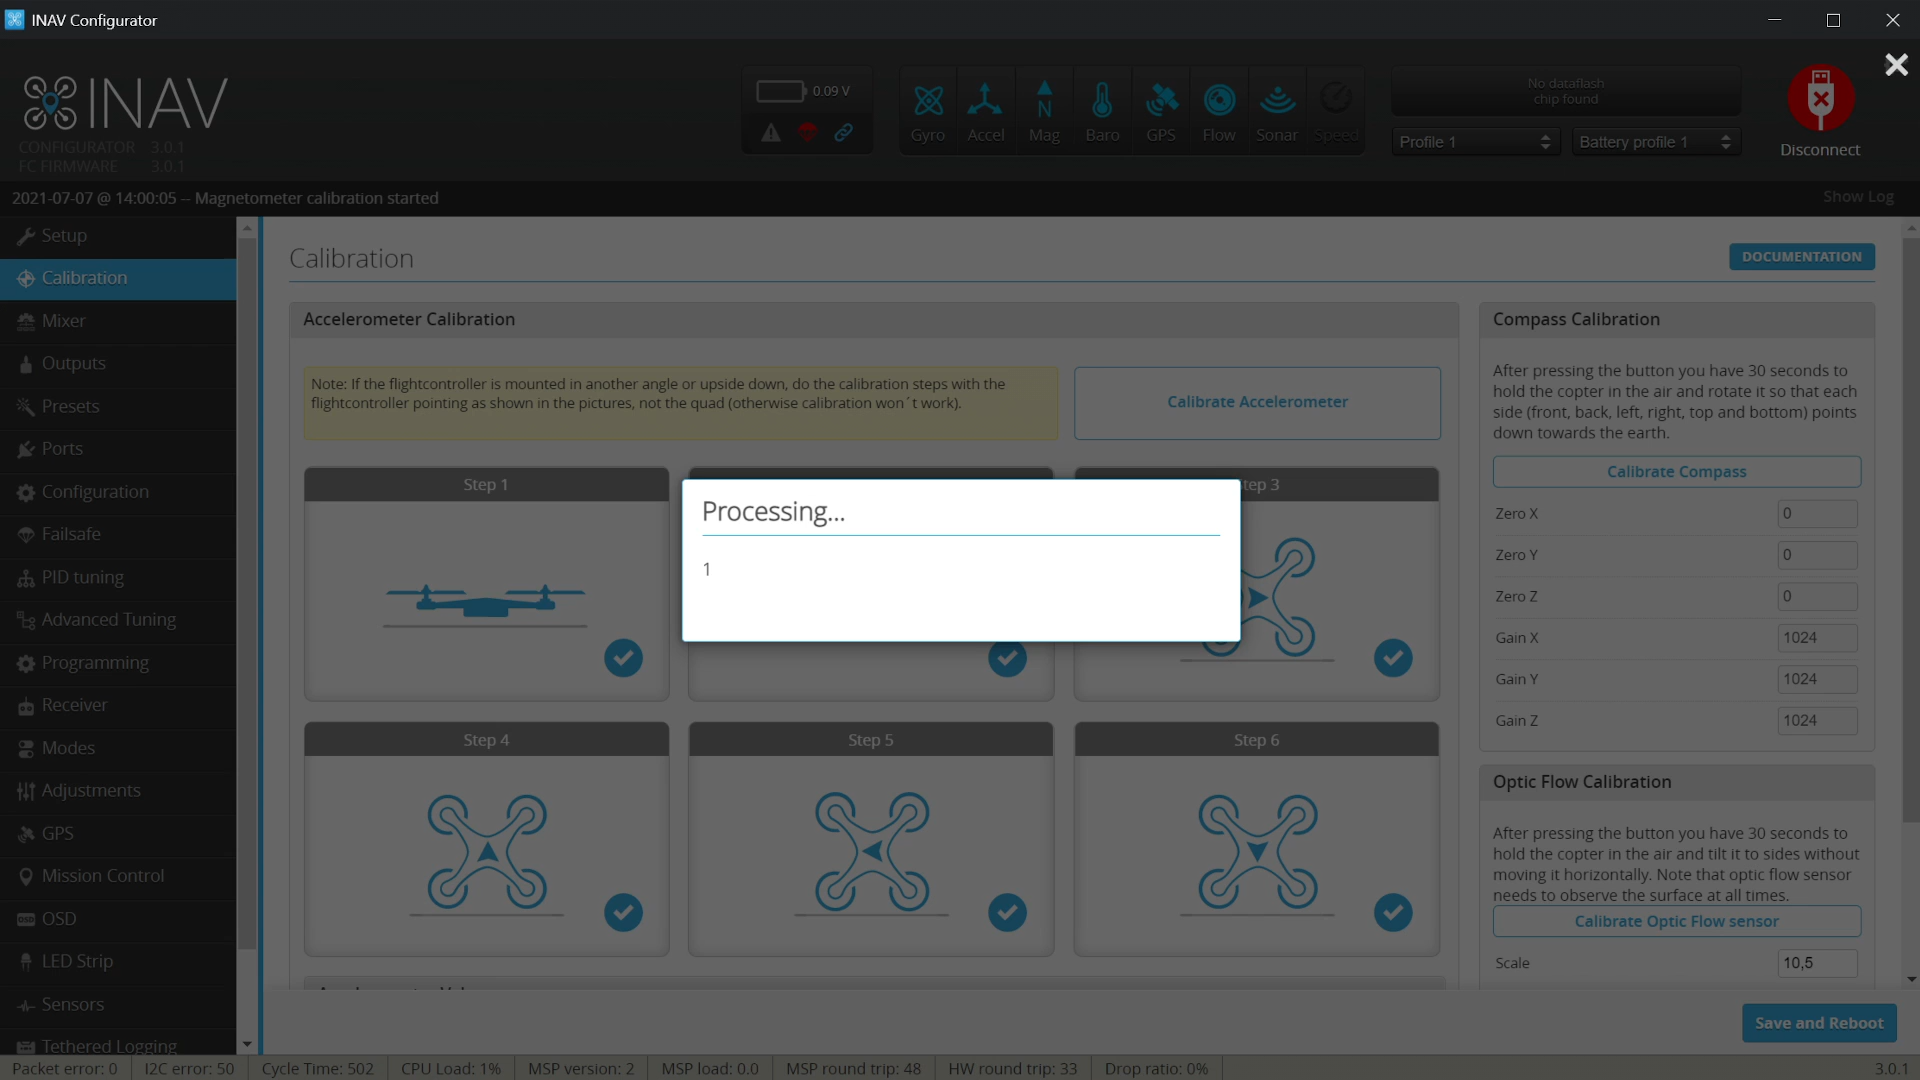 INAV Configurator
INAV
CONFIGURATOR 3.0.1
FC FIRMWARE 3.0.1
0.09 V
Gyro
Accel
Mag
Baro
GPS
Flow
Sonar
Speed
No dataflash
chip found
Profile 1
Battery profile 1
Disconnect
2021-07-07 @ 14:00:05 -- Magnetometer calibration started
Show Log
Setup
Calibration
Mixer
Outputs
Presets
Ports
Configuration
Failsafe
PID tuning
Advanced Tuning
Programming
Receiver
Modes
Adjustments
GPS
Mission Control
OSD
LED Strip
Sensors
Tethered Logging
Calibration
DOCUMENTATION
Accelerometer Calibration
Note: If the flightcontroller is mounted in another angle or upside down, do the calibration steps with the
flightcontroller pointing as shown in the pictures, not the quad (otherwise calibration won´t work).
Calibrate Accelerometer
Step 1
tep 3
Processing...
1
Step 4
Step 5
Step 6
Compass Calibration
After pressing the button you have 30 seconds to
hold the copter in the air and rotate it so that each
side (front, back, left, right, top and bottom) points
down towards the earth.
Calibrate Compass
Zero X 0
Zero Y 0
Zero Z 0
Gain X 1024
Gain Y 1024
Gain Z 1024
Optic Flow Calibration
After pressing the button you have 30 seconds to
hold the copter in the air and tilt it to sides without
moving it horizontally. Note that optic flow sensor
needs to observe the surface at all times.
Calibrate Optic Flow sensor
Scale 10,5
Save and Reboot
Packet error: 0
I2C error: 50
Cycle Time: 502
CPU Load: 1%
MSP version: 2
MSP load: 0.0
MSP round trip: 48
HW round trip: 33
Drop ratio: 0%
3.0.1